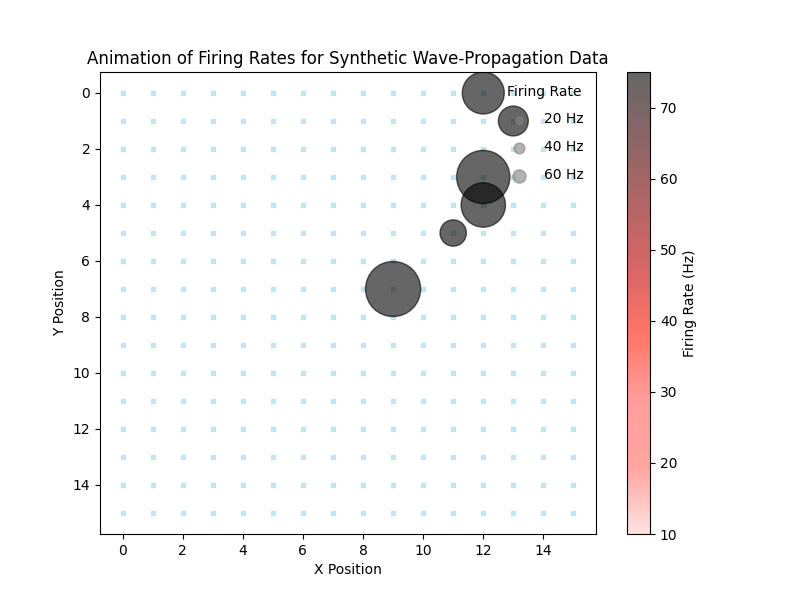 Animation of Firing Rates for Synthetic Wave-Propagation Data
Firing Rate
20 Hz
40 Hz
60 Hz
0
2
4
6
8
10
12
14
Y Position
0 2 4 6 8 10 12 14
X Position
70
60
50
40
30
20
10
Firing Rate (Hz)